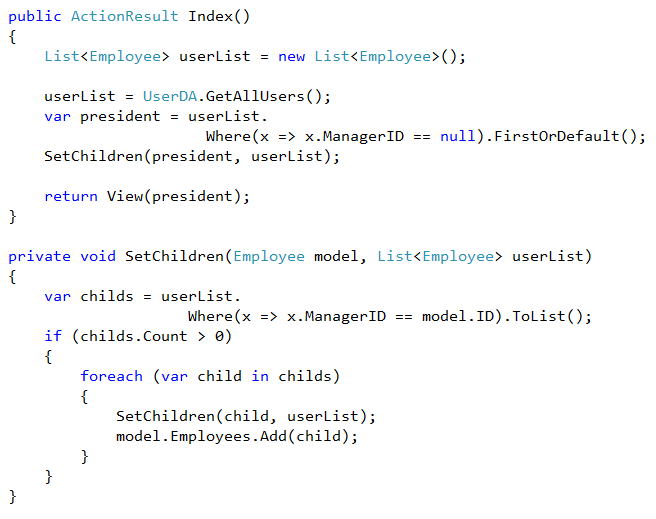 public ActionResult Index()
{
    List<Employee> userList = new List<Employee>();

    userList = UserDA.GetAllUsers();
    var president = userList.
                      Where(x => x.ManagerID == null).FirstOrDefault();
    SetChildren(president, userList);

    return View(president);
}

private void SetChildren(Employee model, List<Employee> userList)
{
    var childs = userList.
                    Where(x => x.ManagerID == model.ID).ToList();
    if (childs.Count > 0)
    {
        foreach (var child in childs)
        {
            SetChildren(child, userList);
            model.Employees.Add(child);
        }
    }
}